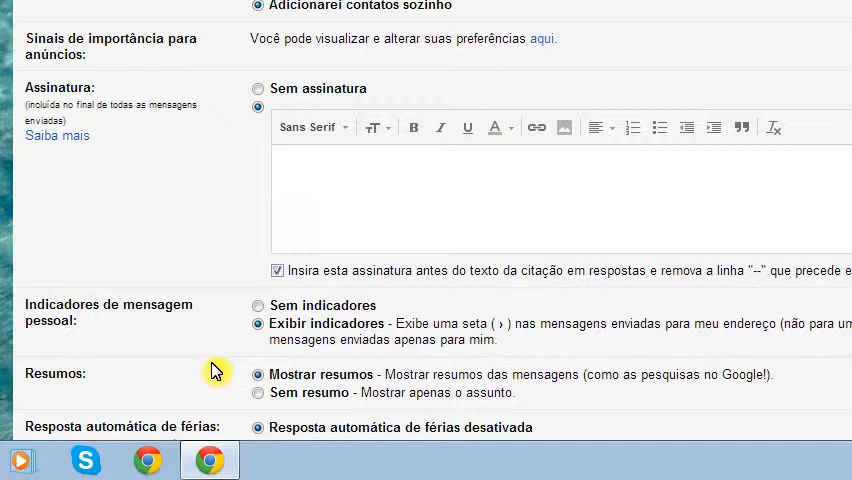 Adicionarei contatos sozinho
Sinais de importância para
anúncios:
Você pode visualizar e alterar suas preferências aqui.
Assinatura:
(incluída no final de todas as mensagens
enviadas)
Saiba mais
Sem assinatura
Sans Serif
Insira esta assinatura antes do texto da citação em respostas e remova a linha "--" que precede e
Indicadores de mensagem
pessoal:
Sem indicadores
Exibir indicadores - Exibe uma seta ( › ) nas mensagens enviadas para meu endereço (não para um
mensagens enviadas apenas para mim.
Resumos:
Mostrar resumos - Mostrar resumos das mensagens (como as pesquisas no Google!).
Sem resumo - Mostrar apenas o assunto.
Resposta automática de férias:
Resposta automática de férias desativada